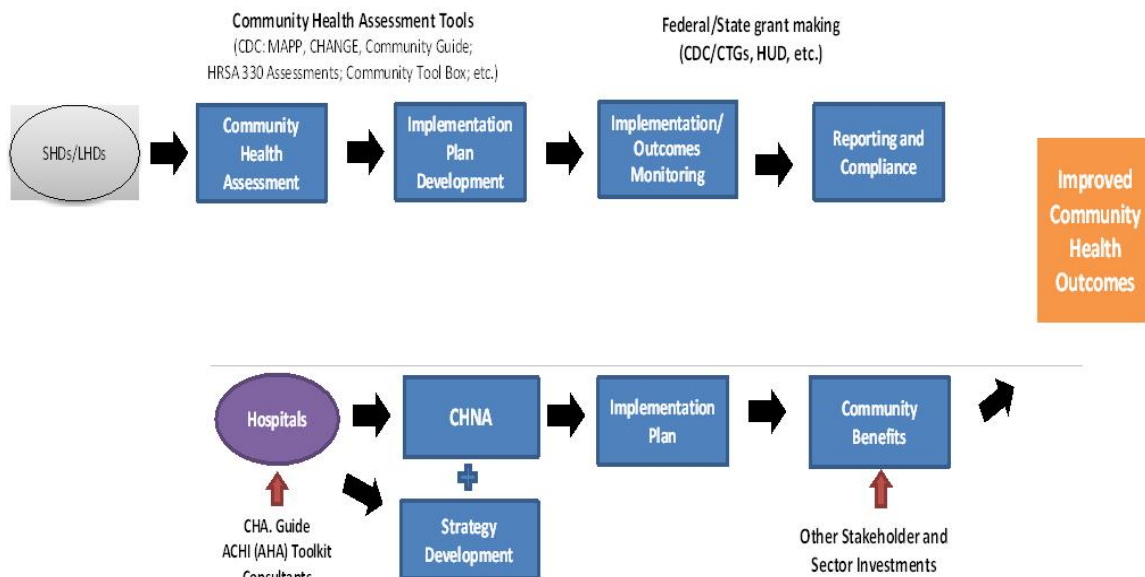 Community Health Assessment Tools
(CDC: MAPP, CHANGE, Community Guide;
HRSA 330 Assessments; Community Tool Box; etc.)
Federal/State grant making
(CDC/CTGs, HUD, etc.)
SHDs/LHDs
Community
Health
Assessment
Implementation
Plan
Development
Implementation/
Outcomes
Monitoring
Reporting and
Compliance
Improved
Community
Health
Outcomes
Hospitals
CHNA
Implementation
Plan
Community
Benefits
Strategy
Development
CHA. Guide
ACHI (AHA) Toolkit
Consultants
Other Stakeholder and
Sector Investments